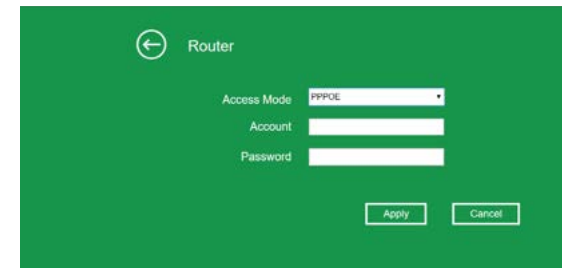 Router
Access Mode PPPOE
Account
Password
Apply Cancel